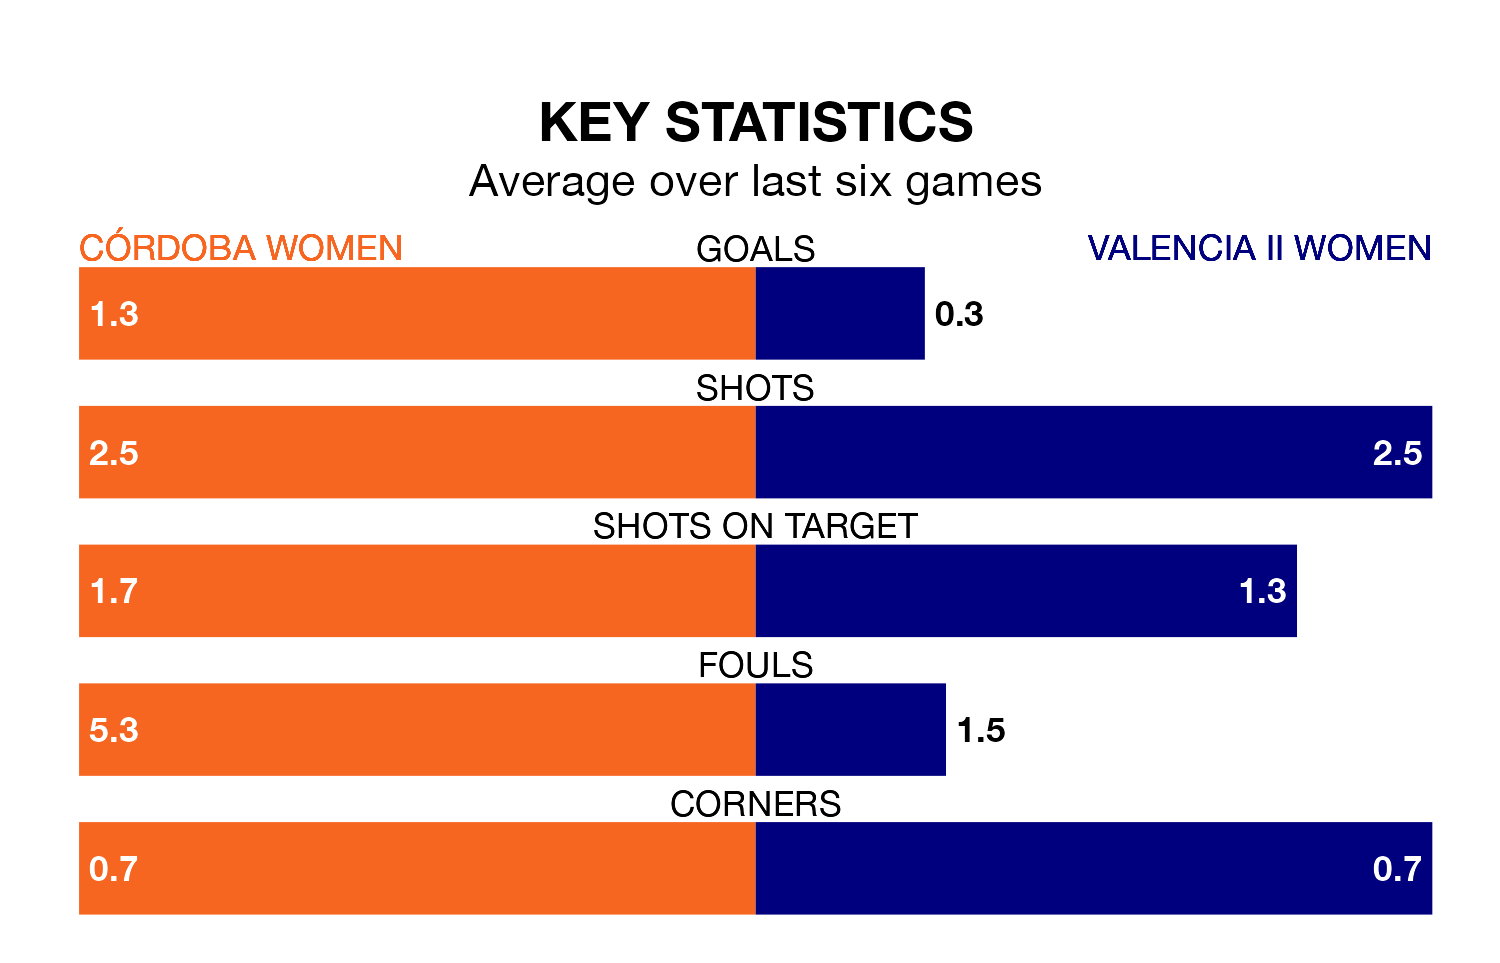 KEY STATISTICS
Average over last six games
CÓRDOBA WOMEN GOALS VALENCIA II WOMEN
1.3 0.3
SHOTS
2.5 2.5
SHOTS ON TARGET
1.7 1.3
FOULS
5.3 1.5
CORNERS
0.7 0.7